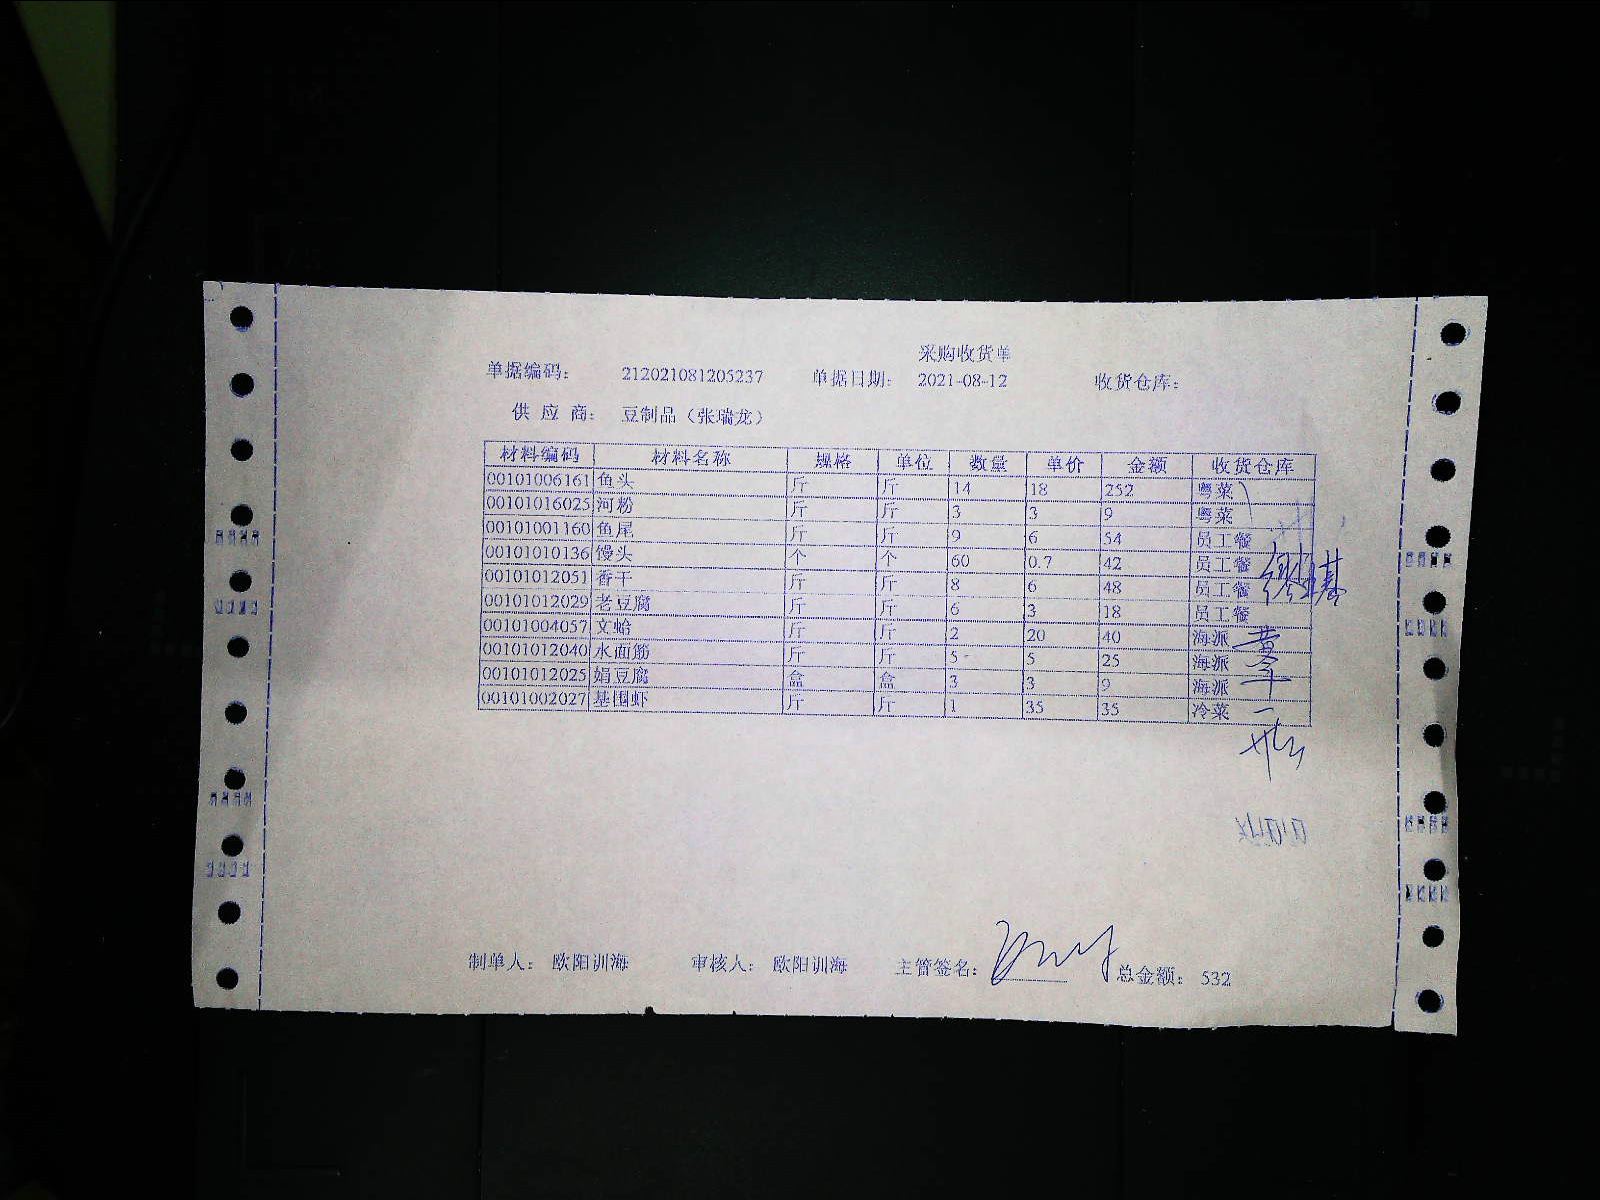 采购收货单
单据编码： 212021081205237 单据日期： 2021-08-12 收货仓库：
供 应 商： 豆制品（张瑞龙）
材料编码 材料名称 规格 单位 数量 单价 金额 收货仓库
00101006161 鱼头 斤 斤 14 18 252 粤菜
00101016025 河粉 斤 斤 3 3 9 粤菜
00101001160 鱼尾 斤 斤 9 6 54 员工餐
00101010136 馒头 个 个 60 0.7 42 员工餐
00101012051 香干 斤 斤 8 6 48 员工餐
00101012029 老豆腐 斤 斤 6 3 18 员工餐
00101004057 文蛤 斤 斤 2 20 40 海派
00101012040 水面筋 斤 斤 5 5 25 海派
00101012025 娟豆腐 盒 盒 3 3 9 海派
00101002027 基围虾 斤 斤 1 35 35 冷菜
制单人： 欧阳训海 审核人： 欧阳训海 主管签名： 总金额： 532